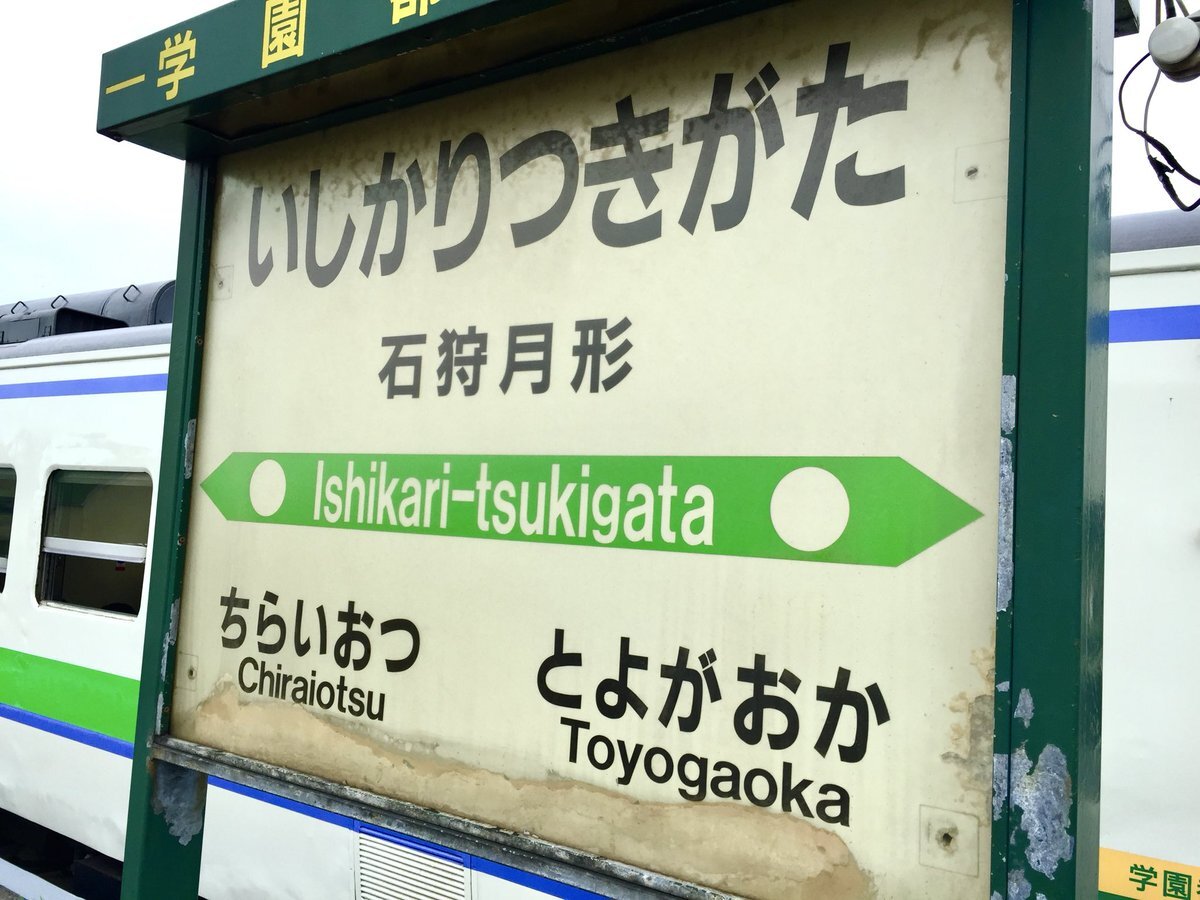 一学園都
いしかりつきがた
石狩月形
Ishikari-tsukigata
ちらいおつ
Chiraiotsu
とよがおか
Toyogaoka
学園